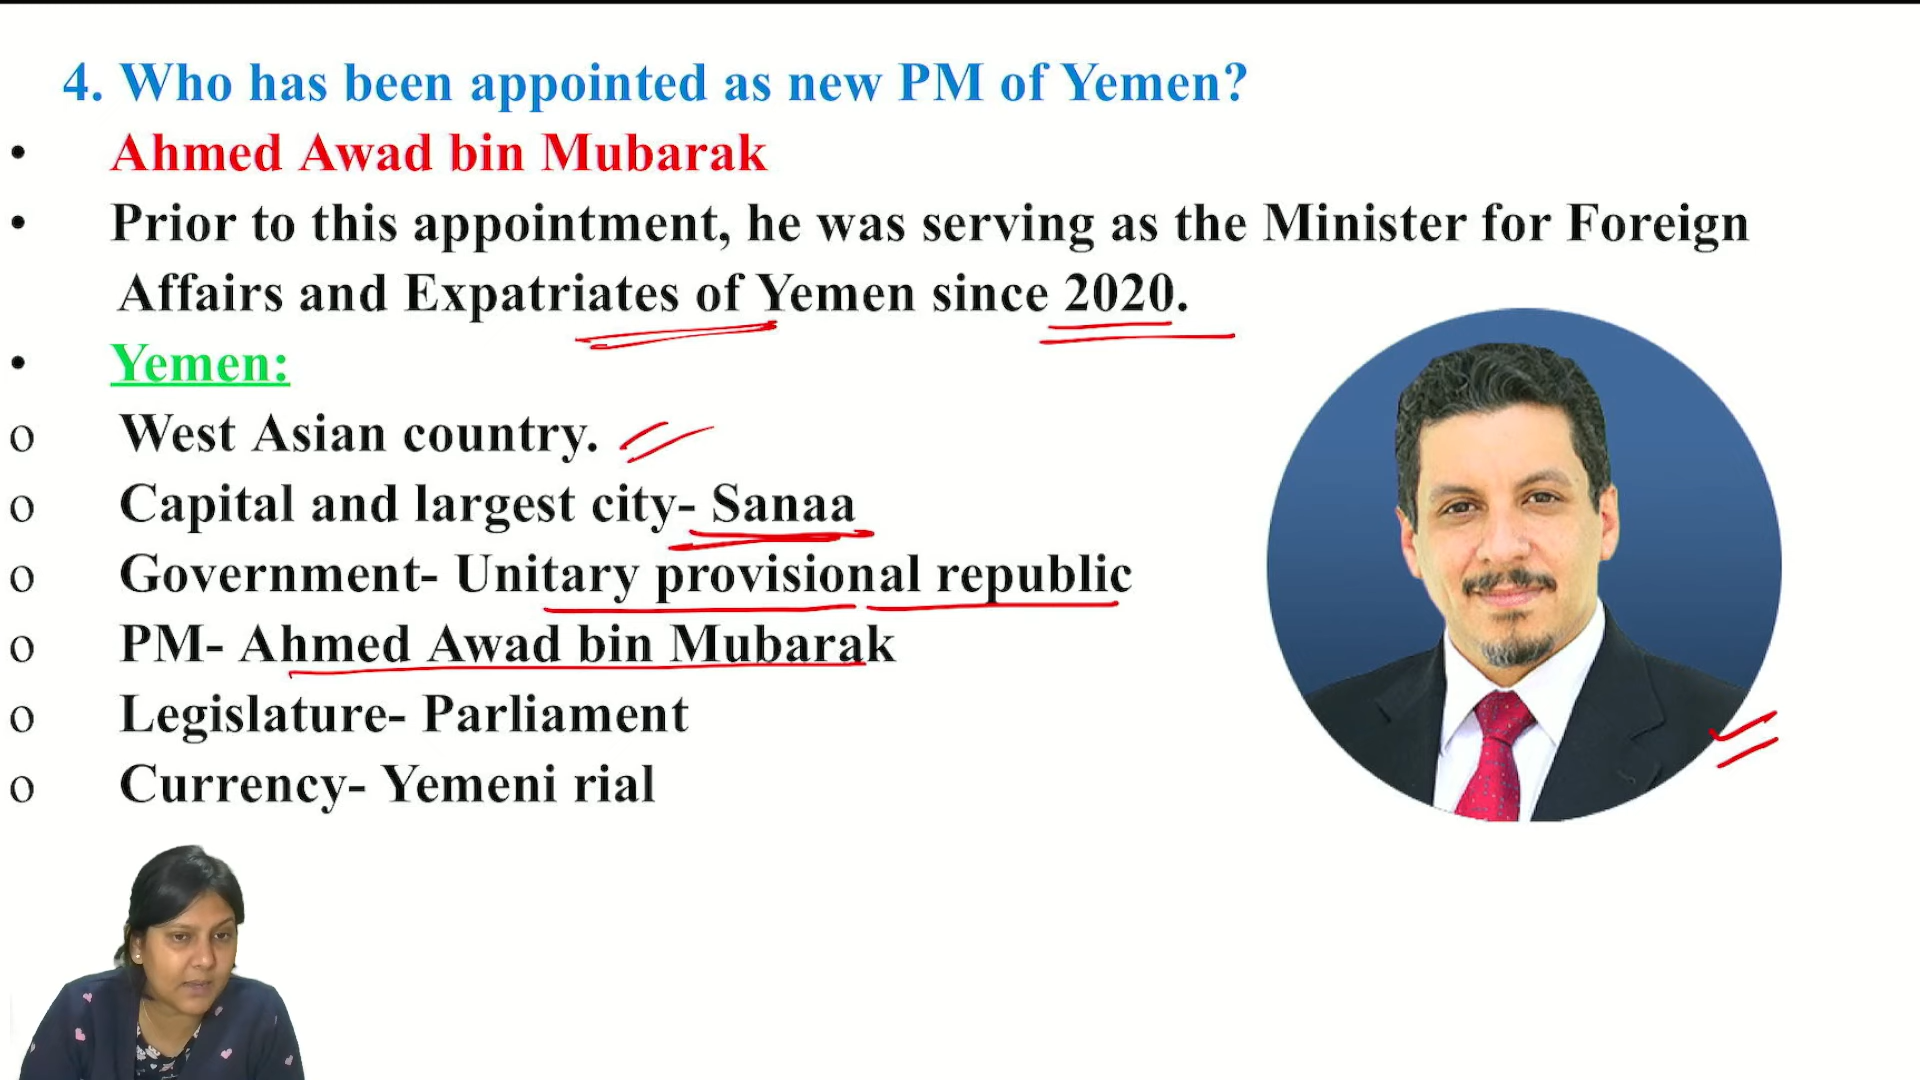 4. Who has been appointed as new PM of Yemen?
• Ahmed Awad bin Mubarak
• Prior to this appointment, he was serving as the Minister for Foreign
Affairs and Expatriates of Yemen since 2020.
• Yemen:
o West Asian country.
o Capital and largest city- Sanaa
o Government- Unitary provisional republic
o PM- Ahmed Awad bin Mubarak
o Legislature- Parliament
o Currency- Yemeni rial